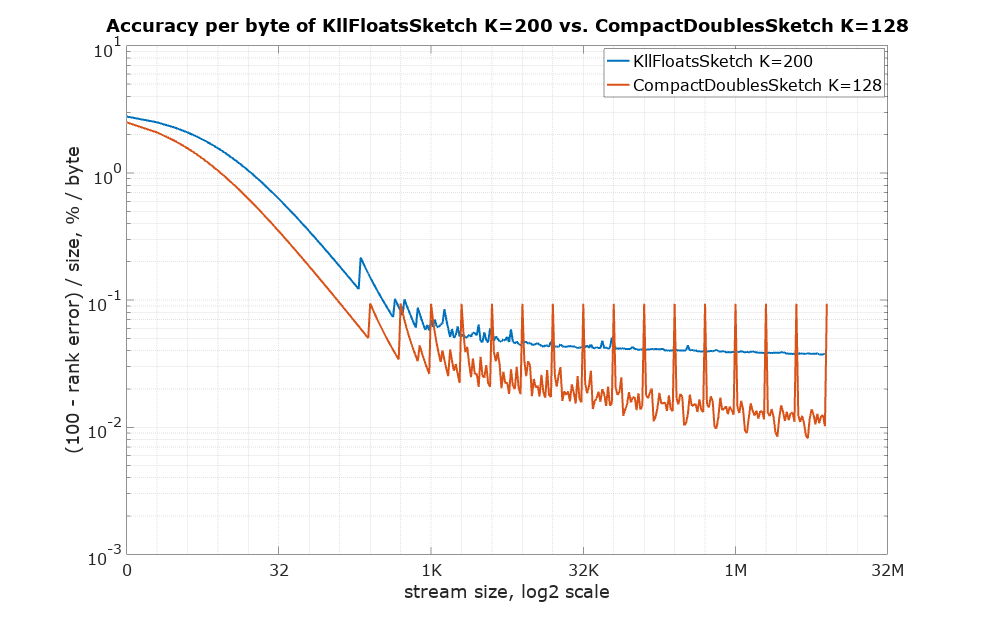 Accuracy per byte of KllFloatsSketch K=200 vs. CompactDoublesSketch K=128
KllFloatsSketch K=200
CompactDoublesSketch K=128
(100 - rank error) / size, % / byte
10^1
10^0
10^-1
10^-2
10^-3
0 32 1K 32K 1M 32M
stream size, log2 scale